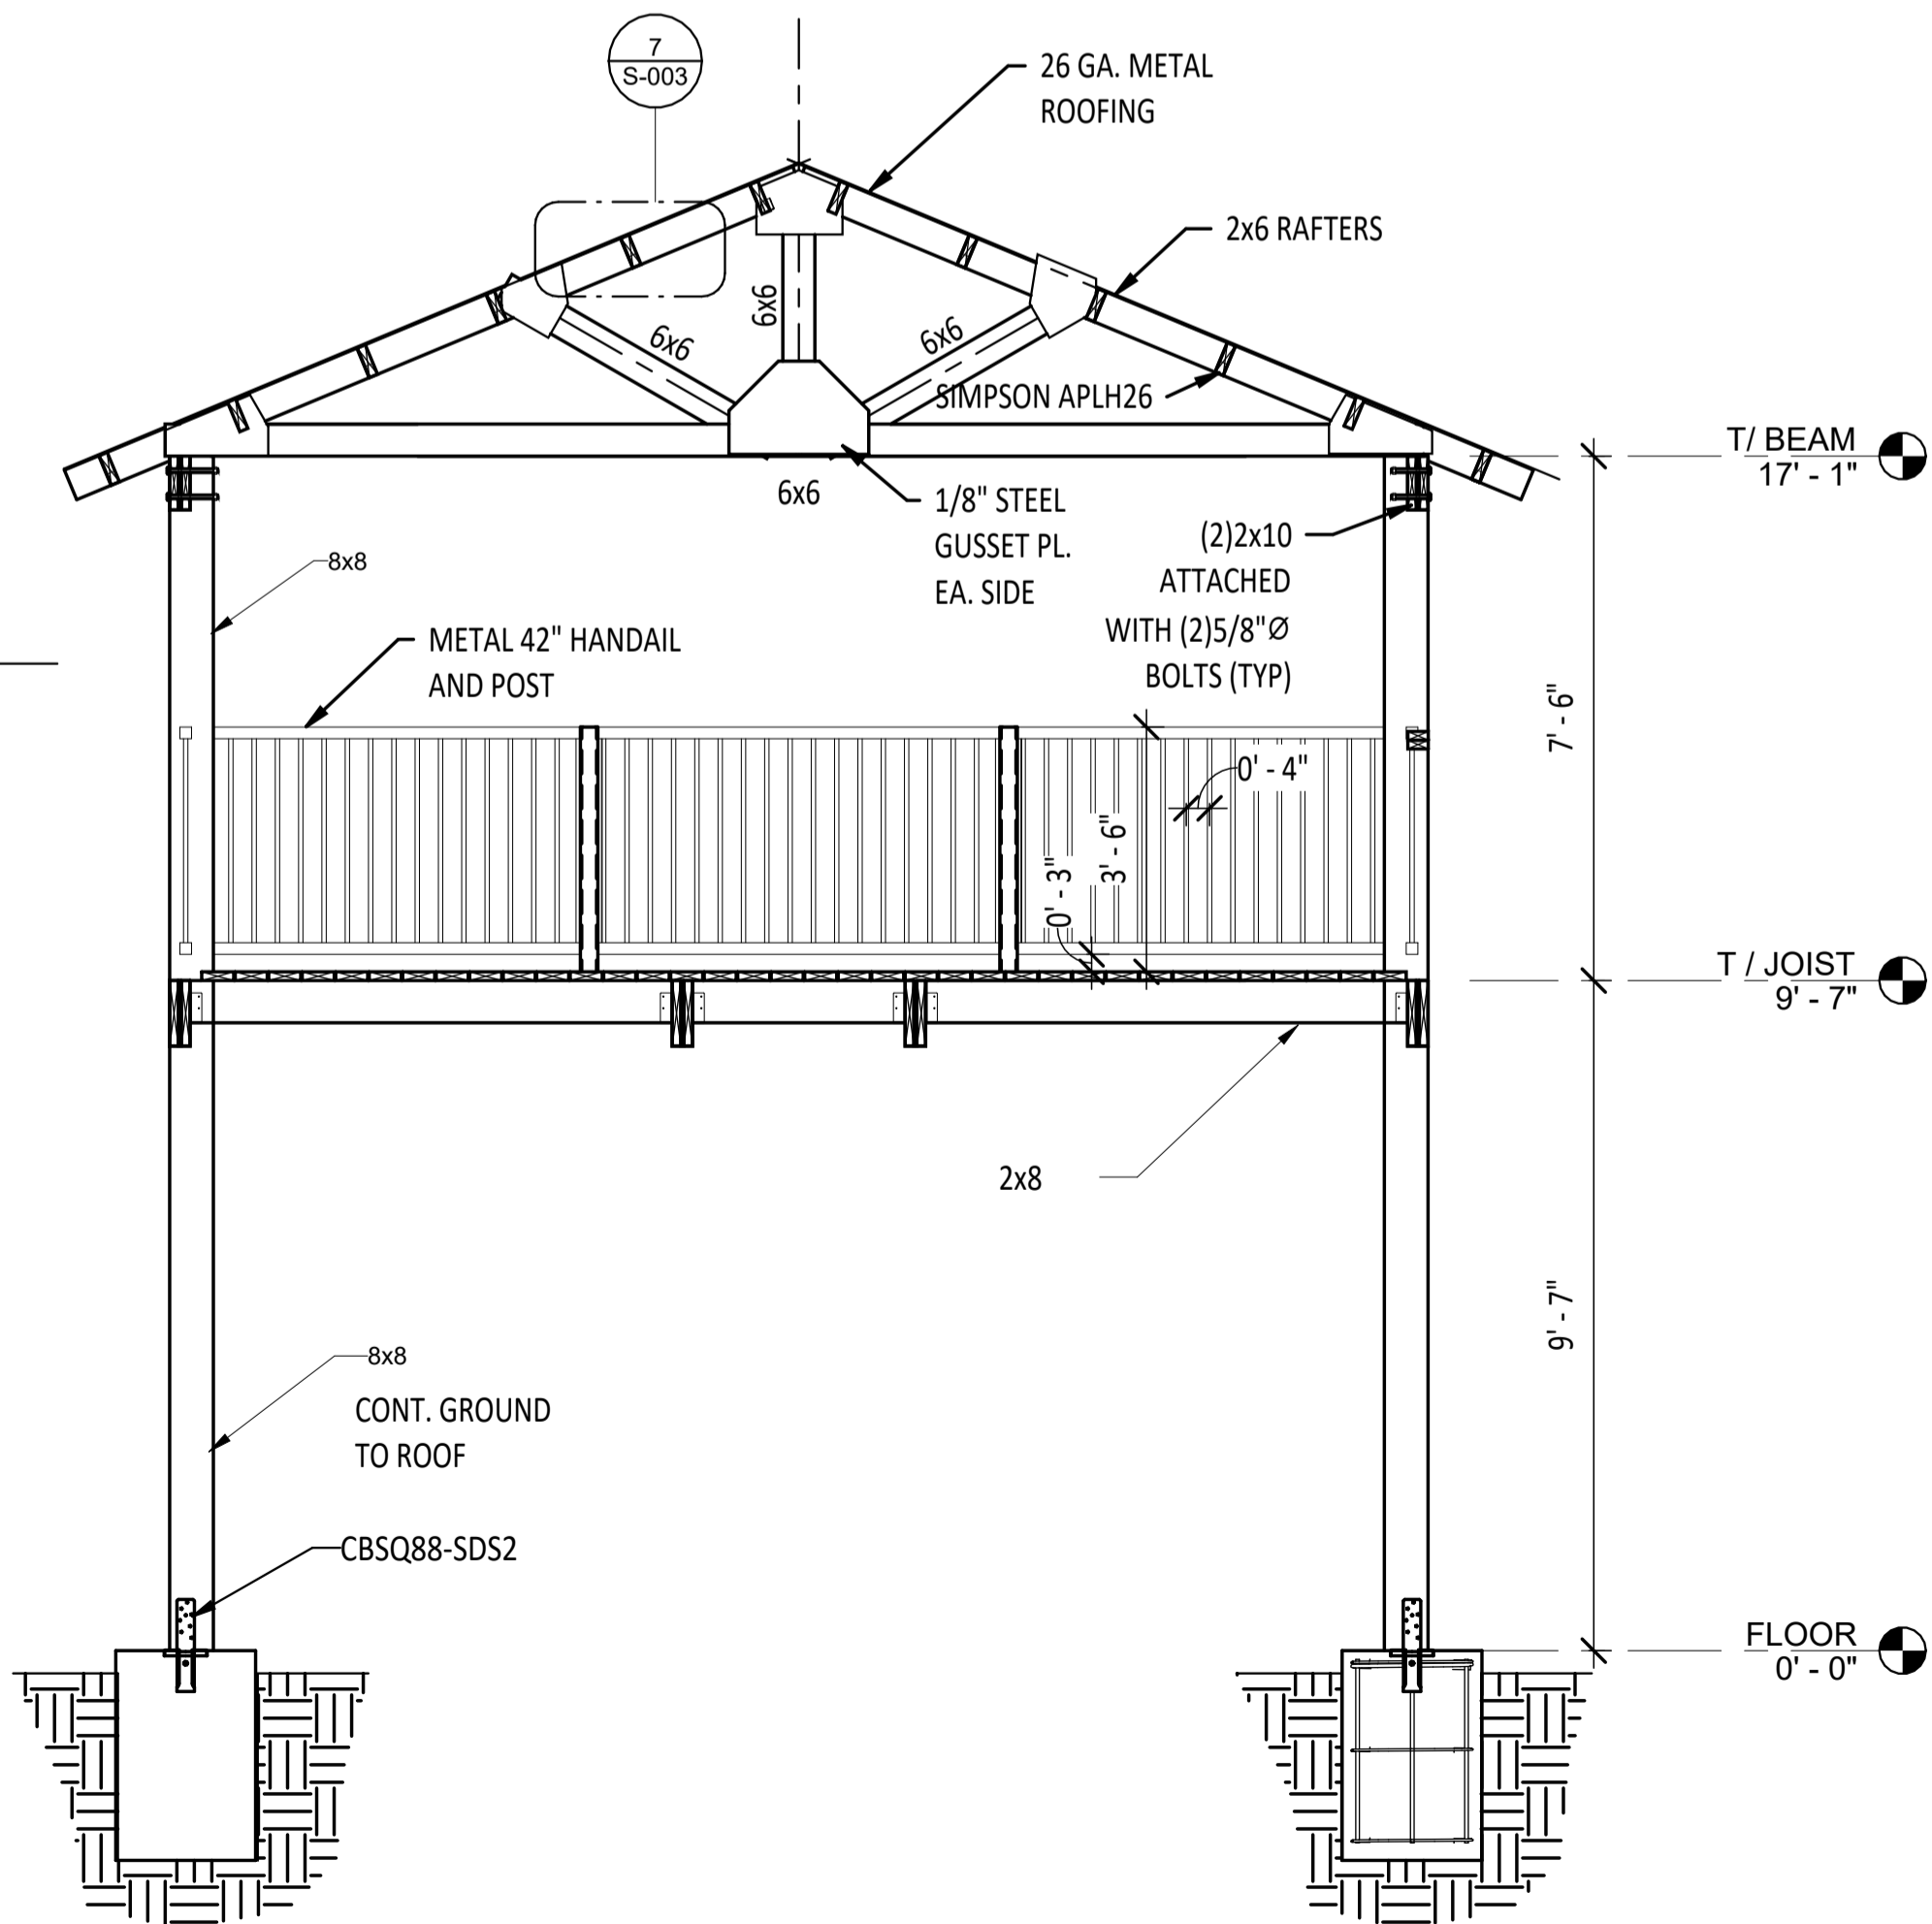 7
S-003
26 GA. METAL
ROOFING
2x6 RAFTERS
6x6
6x6
6x6
SIMPSON APLH26
T/ BEAM
17' - 1"
6x6
1/8" STEEL
GUSSET PL.
EA. SIDE
(2)2x10
ATTACHED
WITH (2)5/8"Ø
BOLTS (TYP)
8x8
METAL 42" HANDAIL
AND POST
7' - 6"
0' - 4"
3' - 6"
0' - 3"
T / JOIST
9' - 7"
2x8
9' - 7"
8x8
CONT. GROUND
TO ROOF
CBSQ88-SDS2
FLOOR
0' - 0"